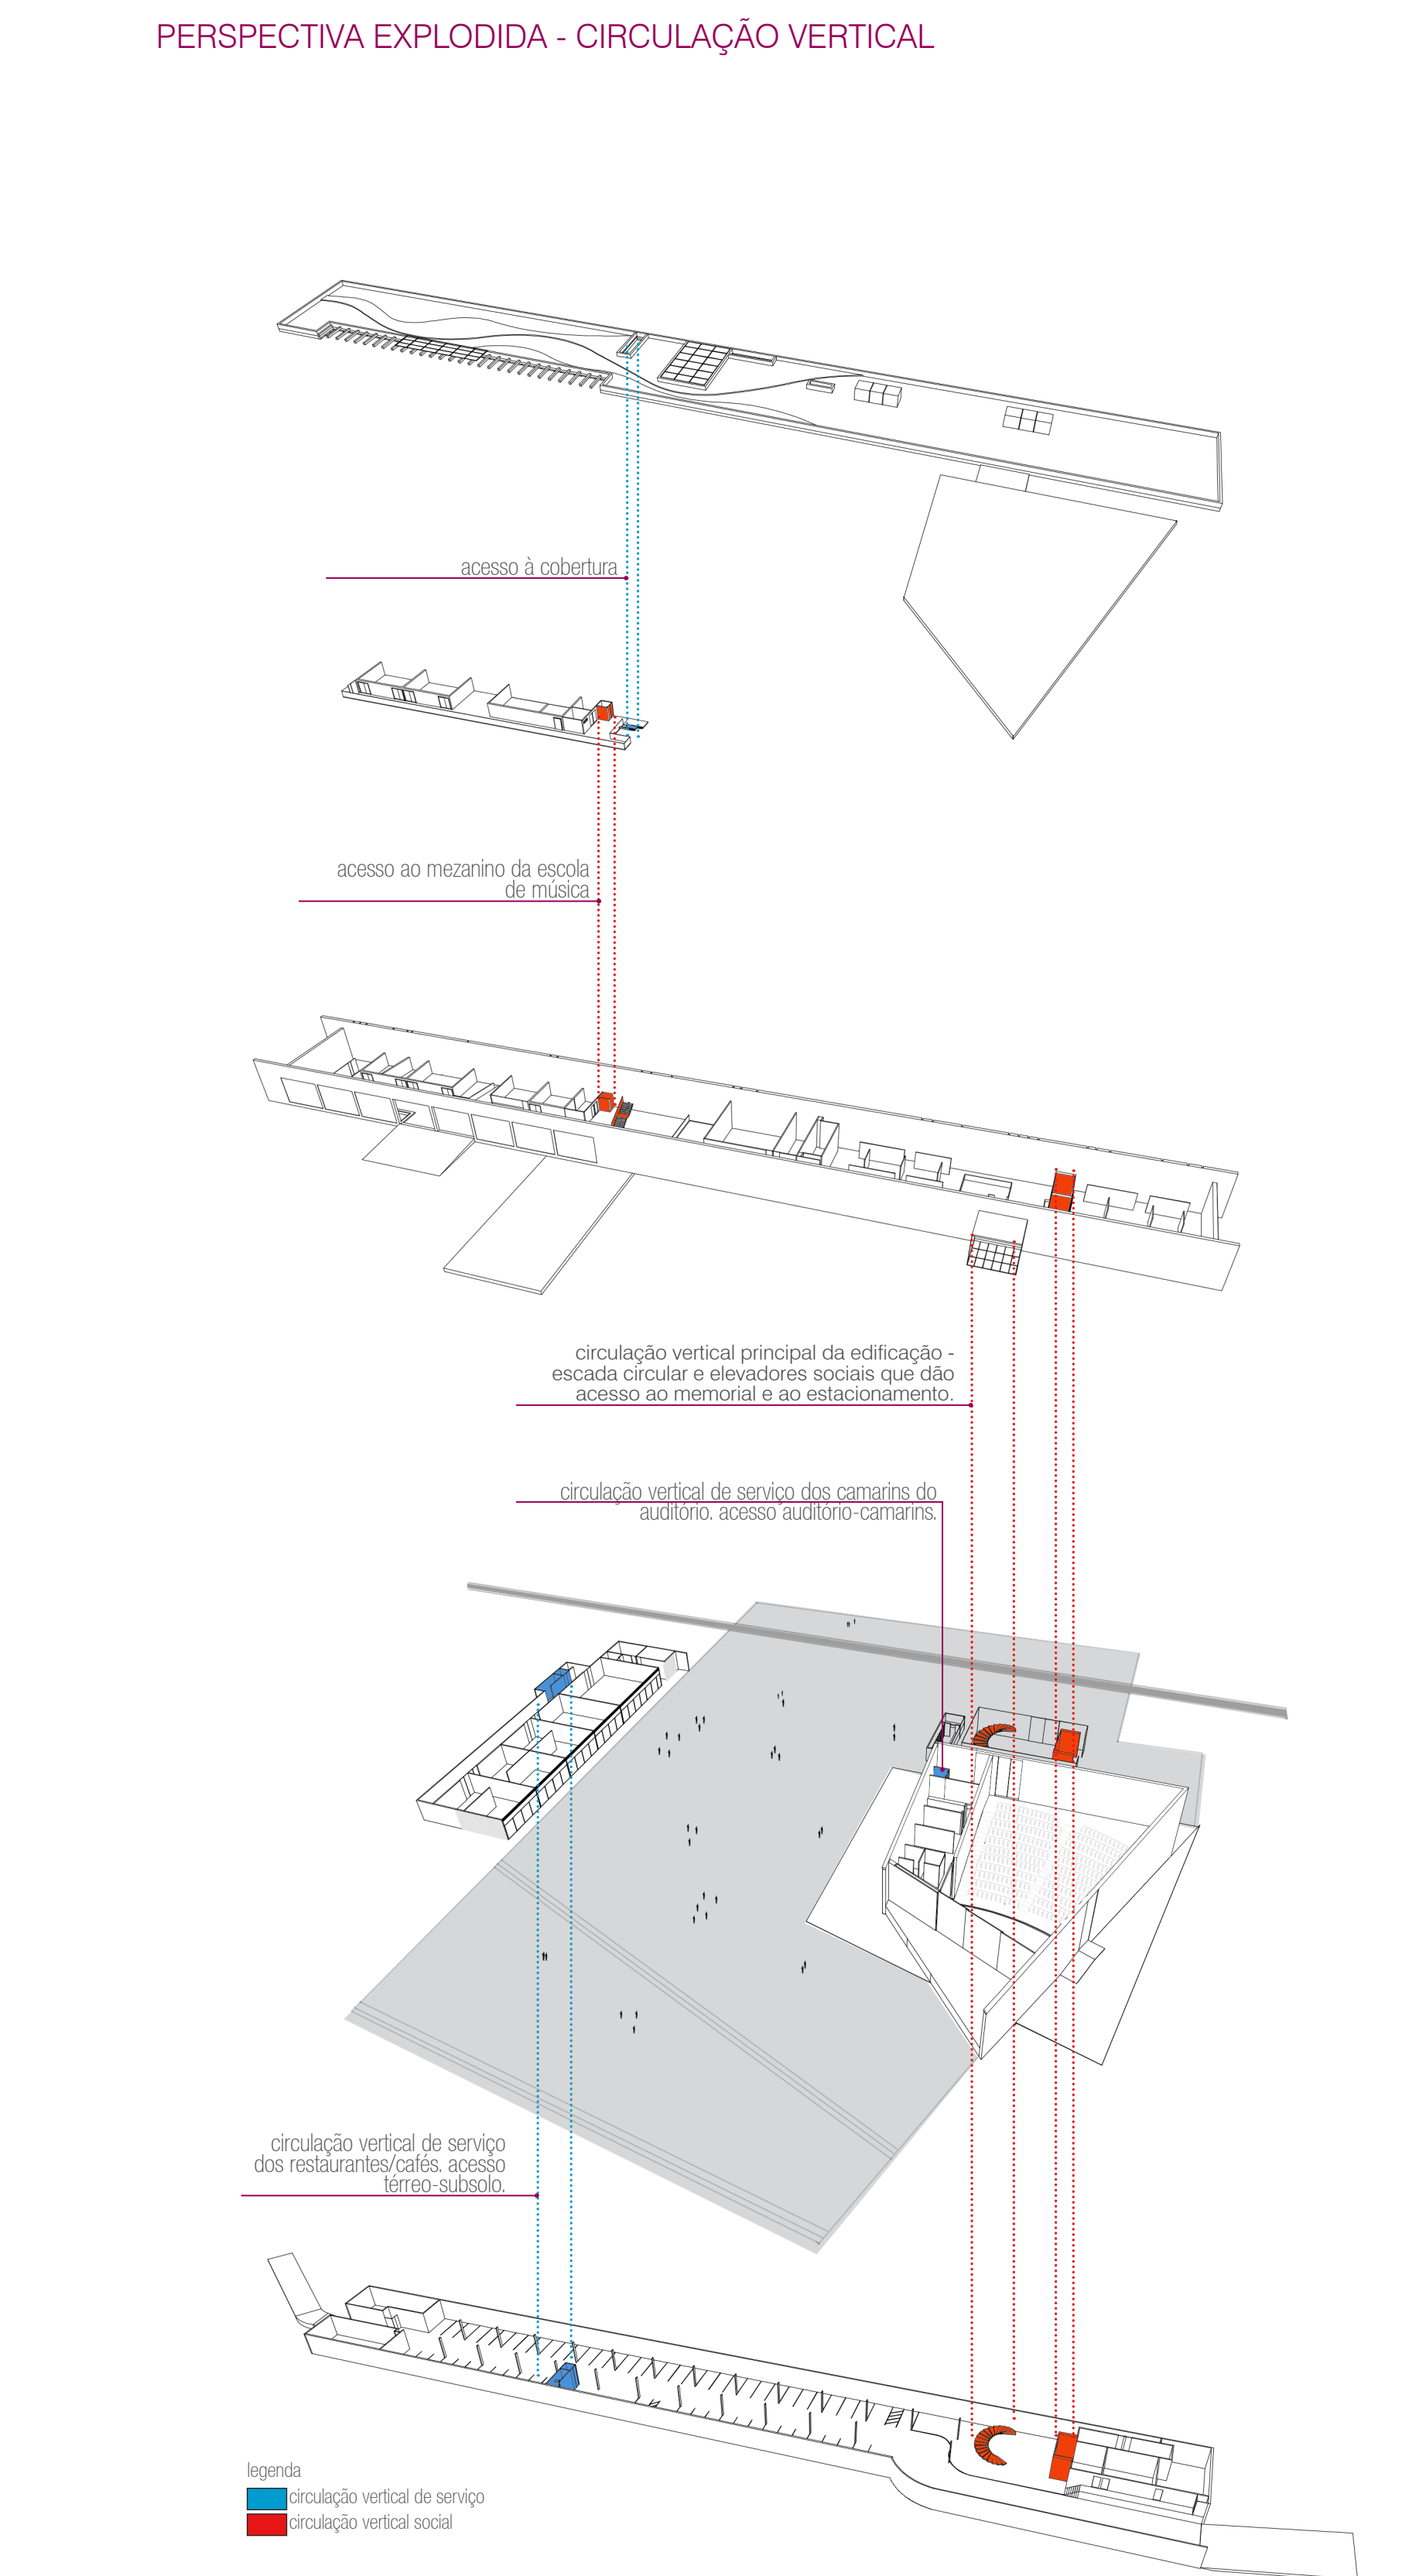 PERSPECTIVA EXPLODIDA - CIRCULAÇÃO VERTICAL
acesso à cobertura
acesso ao mezanino da escola
de música
circulação vertical principal da edificação -
escada circular e elevadores sociais que dão
acesso ao memorial e ao estacionamento.
circulação vertical de serviço dos camarins do
auditório. acesso auditório-camarins.
circulação vertical de serviço
dos restaurantes/cafés. acesso
térreo-subsolo.
legenda
circulação vertical de serviço
circulação vertical social